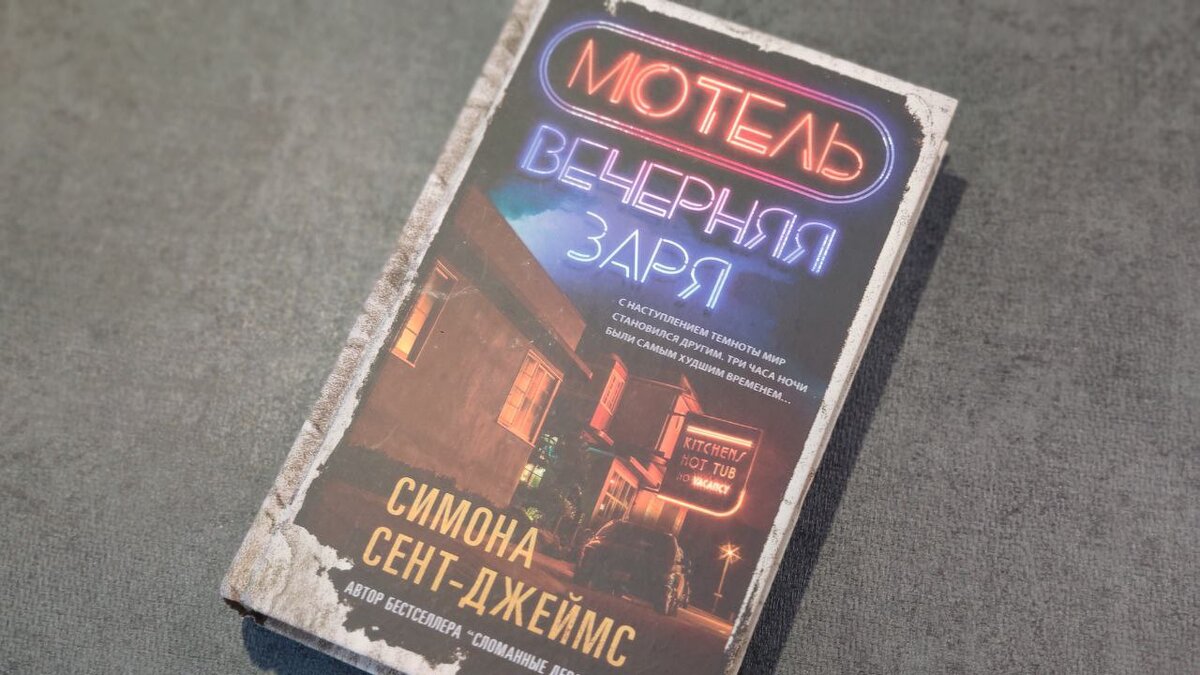 МОТЕЛЬ
ВЕЧЕРНЯЯ
ЗАРЯ
С НАСТУПЛЕНИЕМ ТЕМНОТЫ МИР
СТАНОВИЛСЯ ДРУГИМ. ТРИ ЧАСА НОЧИ
БЫЛИ САМЫМ ХУДШИМ ВРЕМЕНЕМ...
KITCHENS
HOT TUB
NO VACANCY
СИМОНА
СЕНТ-ДЖЕЙМС
АВТОР БЕСТСЕЛЛЕРА "СЛОМАННЫЕ